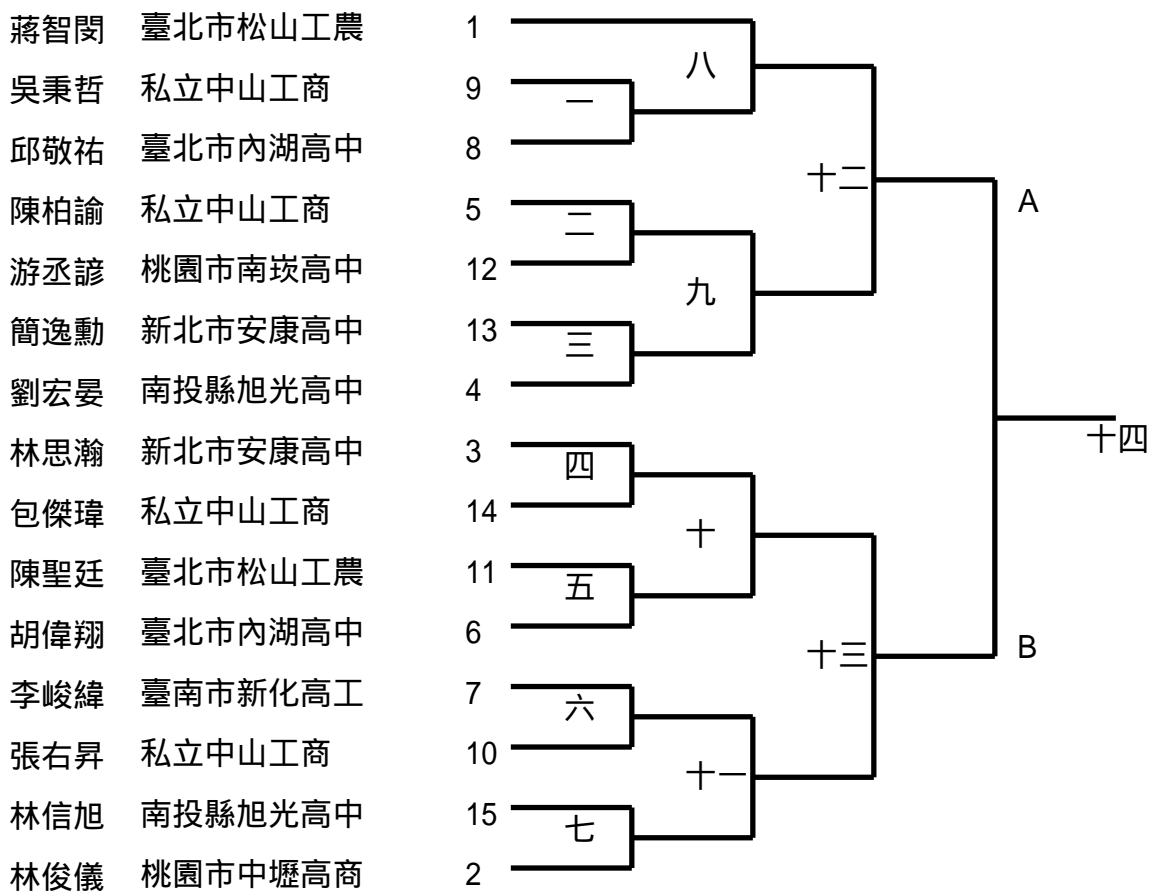 蔣智閔 臺北市松山工農 1
八
吳秉哲 私立中山工商 9
一
邱敬祐 臺北市內湖高中 8
十二
陳柏諭 私立中山工商 5
A
二
游丞諺 桃園市南崁高中 12
九
簡逸勳 新北市安康高中 13
三
劉宏晏 南投縣旭光高中 4
十四
林思瀚 新北市安康高中 3
四
包傑瑋 私立中山工商 14
十
陳聖廷 臺北市松山工農 11
五
胡偉翔 臺北市內湖高中 6
十三
B
李峻緯 臺南市新化高工 7
六
張右昇 私立中山工商 10
十一
林信旭 南投縣旭光高中 15
七
林俊儀 桃園市中壢高商 2